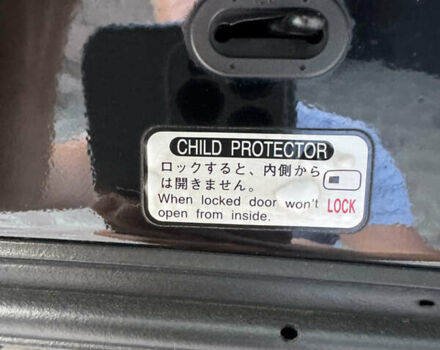 CHILD PROTECTOR
ロックすると、内側から
は開きません。
When locked door won't
open from inside.
LOCK